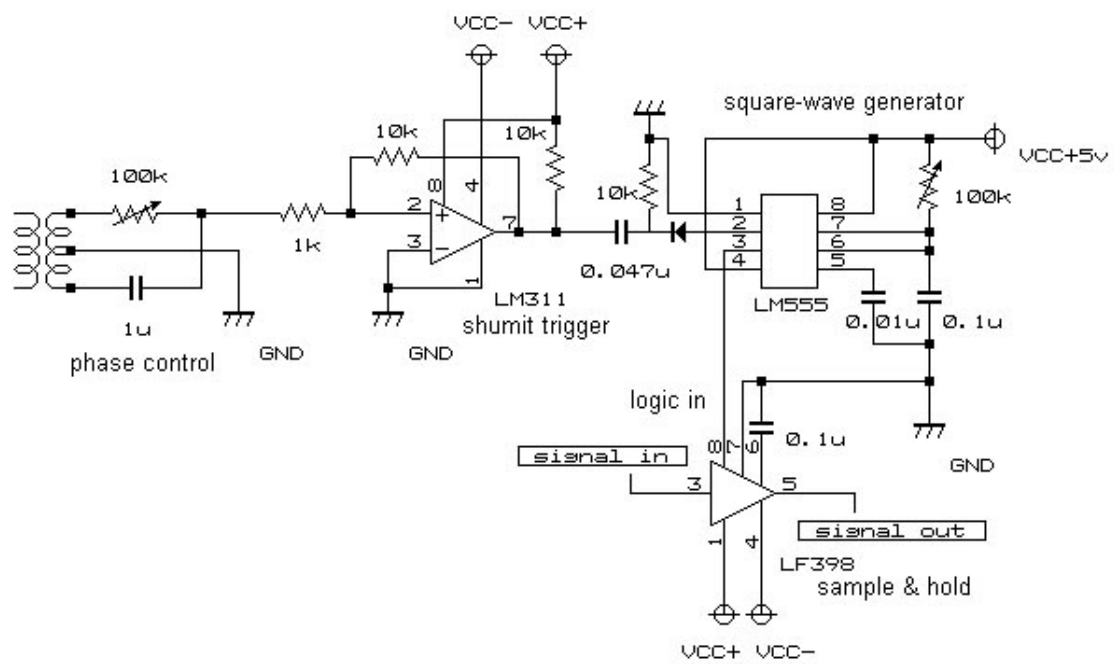 VCC- VCC+
square-wave generator
VCC+5v
10k
10k
100k
1k
8
4
2
+
3
-
7
1
10k
0.047u
1
2
3
4
8
7
6
5
100k
LM311
shumit trigger
LM555
0.01u
0.1u
1u
phase control
GND
GND
logic in
8
7
6
0.1u
GND
signal in
3
5
signal out
1
4
LF398
sample & hold
VCC+ VCC-